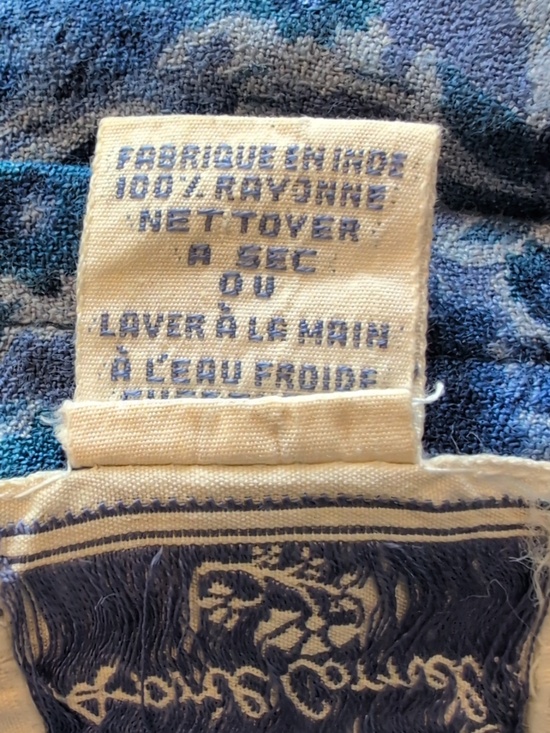 FABRIQUE EN INDE
100% RAYONNE
NETTOYER
A SEC
OU
LAVER À LA MAIN
À L'EAU FROIDE